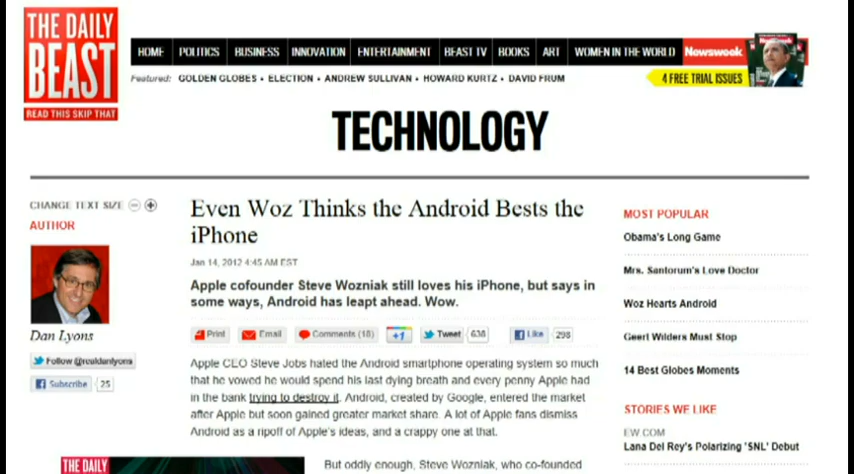 THE DAILY
BEAST
READ THIS SKIP THAT
HOME POLITICS BUSINESS INNOVATION ENTERTAINMENT BEAST TV BOOKS ART WOMEN IN THE WORLD Newsweek
Featured: GOLDEN GLOBES • ELECTION • ANDREW SULLIVAN • HOWARD KURTZ • DAVID FRUM
4 FREE TRIAL ISSUES
TECHNOLOGY
CHANGE TEXT SIZE
AUTHOR
Dan Lyons
Follow @realdanlyons
Subscribe 25
Even Woz Thinks the Android Bests the
iPhone
Jan 14, 2012 4:45 AM EST
Apple cofounder Steve Wozniak still loves his iPhone, but says in
some ways, Android has leapt ahead. Wow.
Print Email Comments (18) +1 Tweet 636 Like 298
Apple CEO Steve Jobs hated the Android smartphone operating system so much
that he vowed he would spend his last dying breath and every penny Apple had
in the bank trying to destroy it. Android, created by Google, entered the market
after Apple but soon gained greater market share. A lot of Apple fans dismiss
Android as a ripoff of Apple's ideas, and a crappy one at that.
THE DAILY
But oddly enough, Steve Wozniak, who co-founded
MOST POPULAR
Obama's Long Game
Mrs. Santorum's Love Doctor
Woz Hearts Android
Geert Wilders Must Stop
14 Best Globes Moments
STORIES WE LIKE
EW.COM
Lana Del Rey's Polarizing 'SNL' Debut